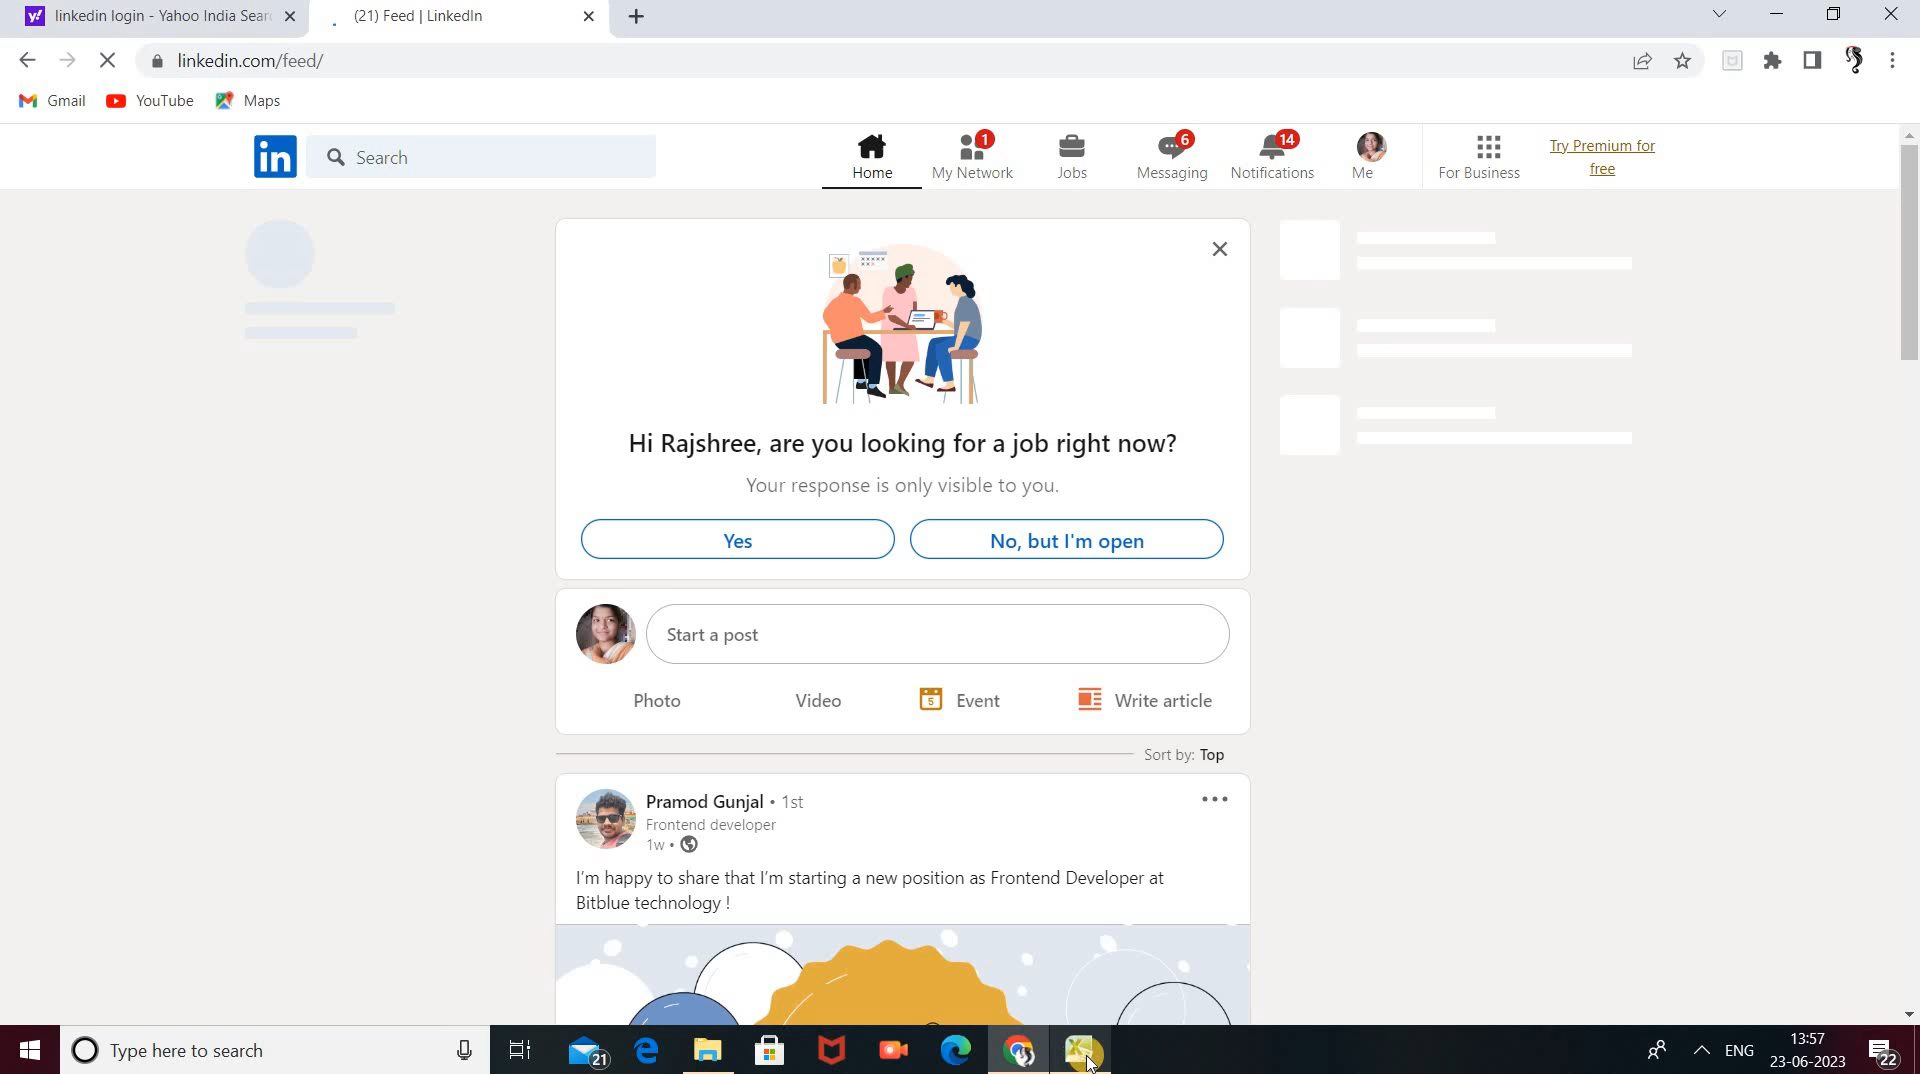 linkedin login - Yahoo India Sear
(21) Feed | LinkedIn
linkedin.com/feed/
Gmail
YouTube
Maps
in
Search
Home
1
My Network
Jobs
6
Messaging
14
Notifications
Me
For Business
Try Premium for
free
Hi Rajshree, are you looking for a job right now?
Your response is only visible to you.
Yes
No, but I'm open
Start a post
Photo
Video
5
Event
Write article
Sort by: Top
Pramod Gunjal • 1st
Frontend developer
1w •
I'm happy to share that I'm starting a new position as Frontend Developer at
Bitblue technology !
Type here to search
21
ENG
13:57
23-06-2023
22